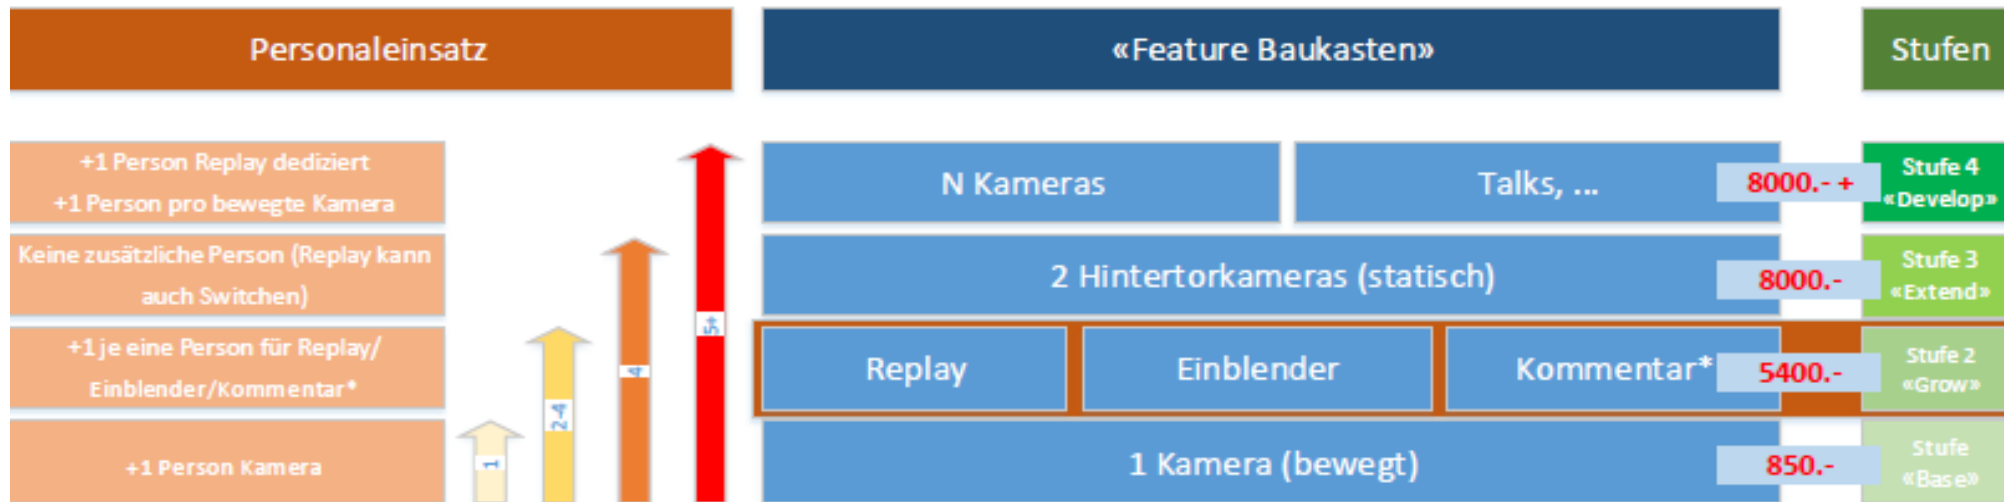 Personaleinsatz
«Feature Baukasten»
Stufen
+1 Person Replay dediziert
+1 Person pro bewegte Kamera
5+
N Kameras
Talks, ...
8000.- +
Stufe 4
«Develop»
Keine zusätzliche Person (Replay kann
auch Switchen)
4
2 Hintertorkameras (statisch)
8000.-
Stufe 3
«Extend»
+1 je eine Person für Replay/
Einblender/Kommentar*
2-4
Replay
Einblender
Kommentar*
5400.-
Stufe 2
«Grow»
+1 Person Kamera
1
1 Kamera (bewegt)
850.-
Stufe
«Base»